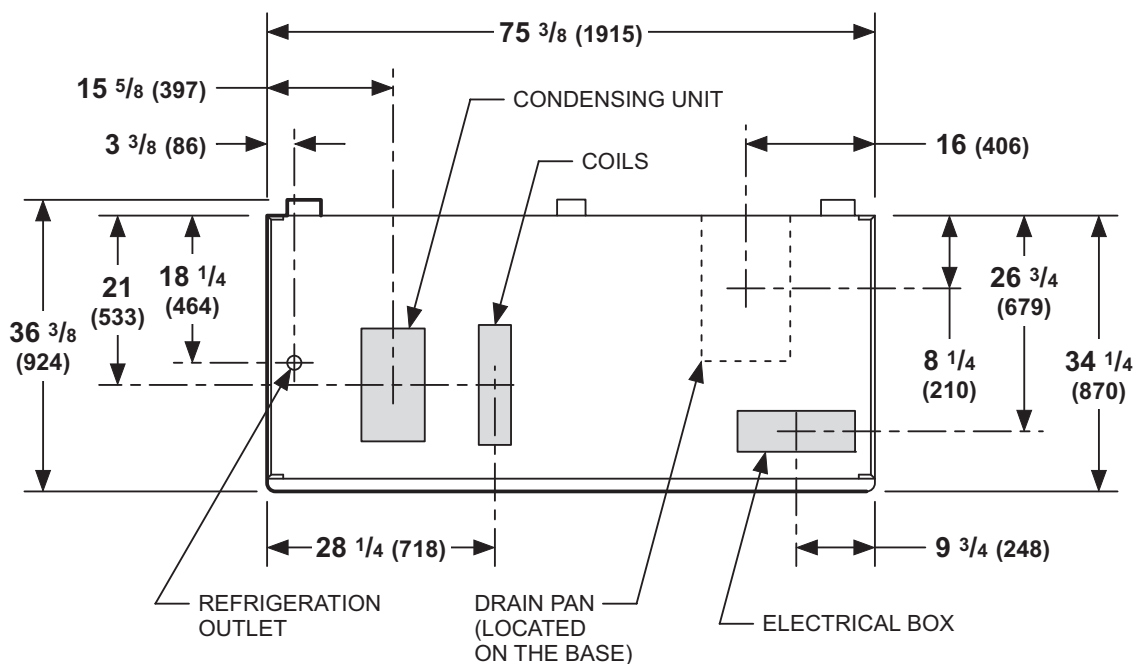 75 3/8 (1915)
15 5/8 (397)
CONDENSING UNIT
3 3/8 (86)
16 (406)
COILS
21
(533)
18 1/4
(464)
26 3/4
(679)
36 3/8
(924)
8 1/4
(210)
34 1/4
(870)
28 1/4 (718)
9 3/4 (248)
REFRIGERATION
OUTLET
DRAIN PAN
(LOCATED
ON THE BASE)
ELECTRICAL BOX